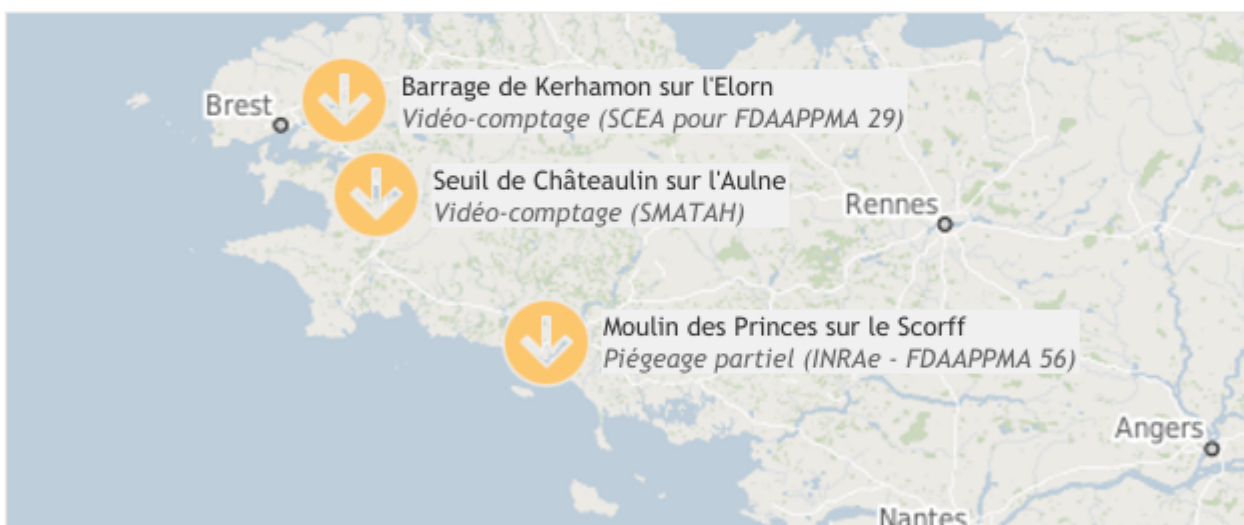 Barrage de Kerhamon sur l'Elorn
Vidéo-comptage (SCEA pour FDAAPPMA 29)
Brest
Seuil de Châteaulin sur l'Aulne
Vidéo-comptage (SMATAH)
Rennes
Moulin des Princes sur le Scorff
Piégeage partiel (INRAe - FDAAPPMA 56)
Angers
Nantes